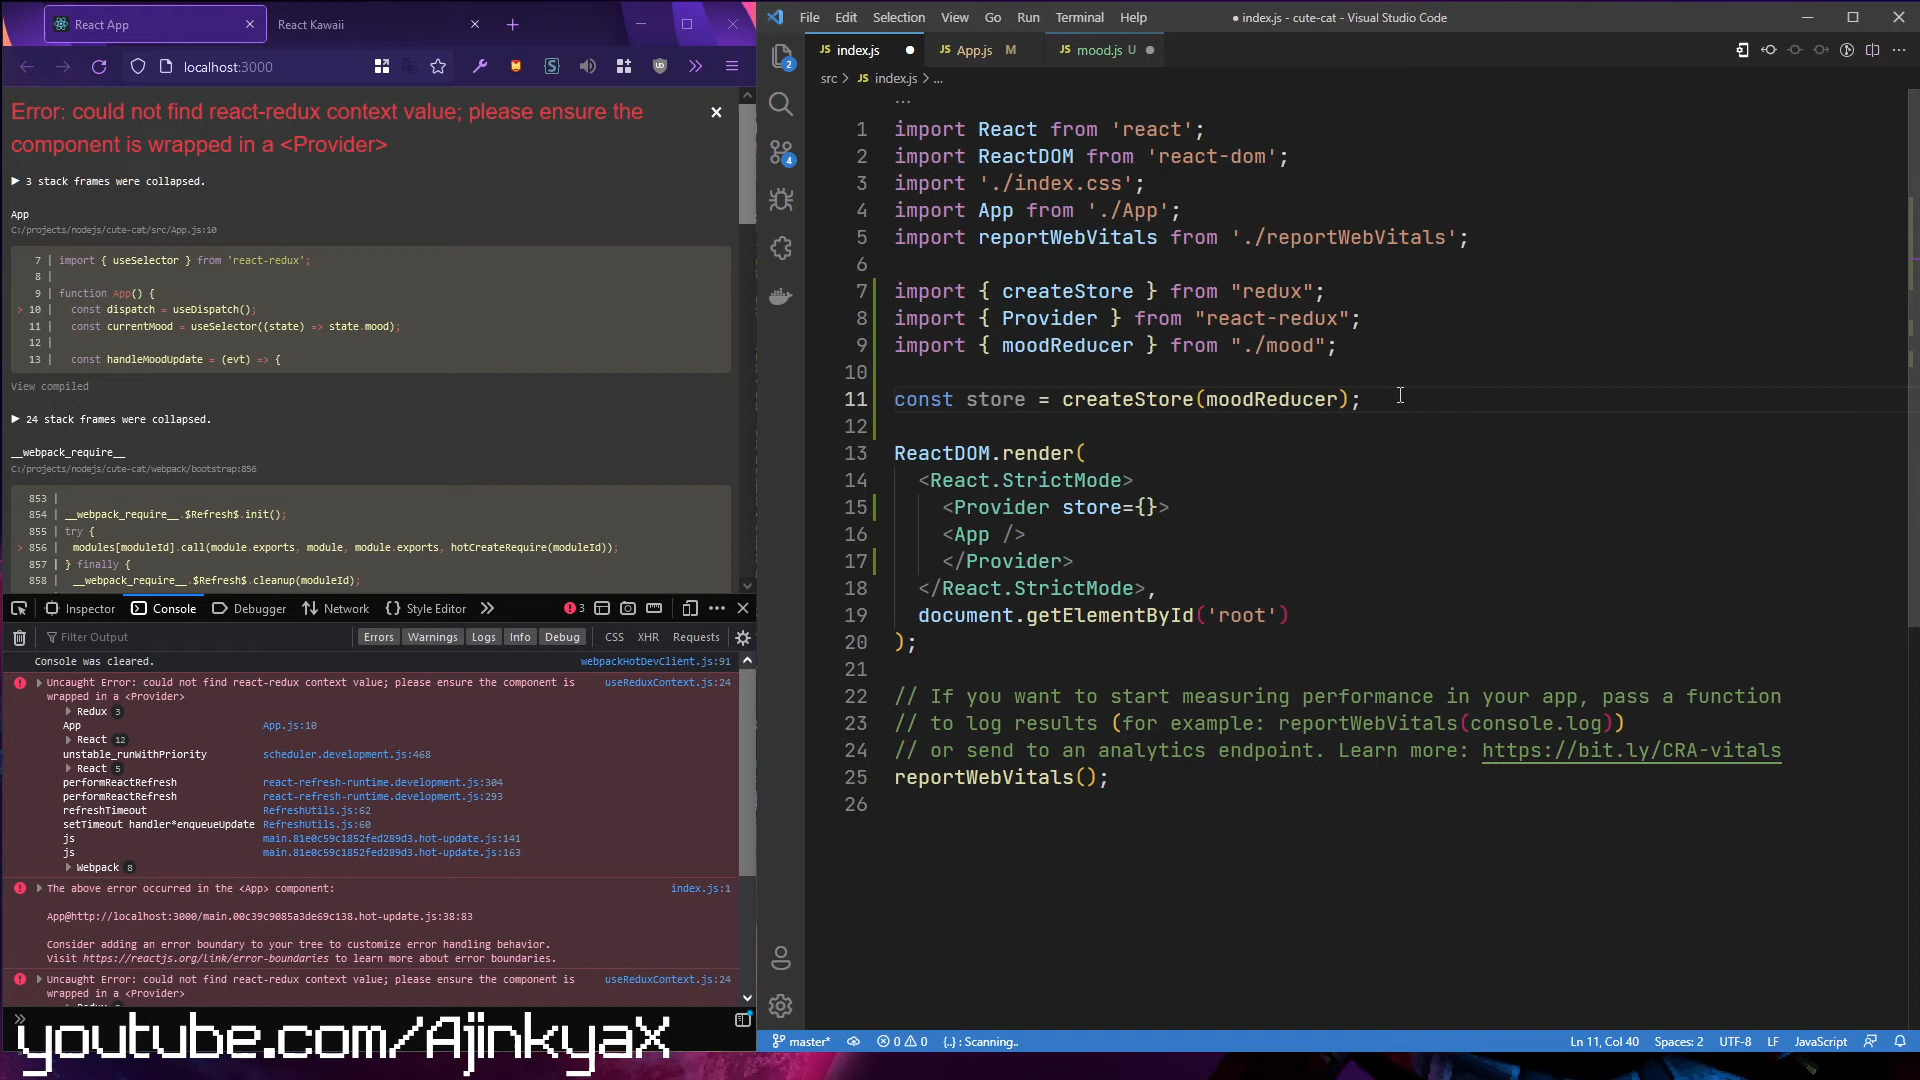 React App
React Kawaii
localhost:3000
Error: could not find react-redux context value; please ensure the
component is wrapped in a <Provider>
▶ 3 stack frames were collapsed.
App
C:/projects/nodejs/cute-cat/src/App.js:10
7 | import { useSelector } from 'react-redux';
8 |
9 | function App() {
> 10 |   const dispatch = useDispatch();
11 |   const currentMood = useSelector((state) => state.mood);
12 |
13 |   const handleMoodUpdate = (evt) => {
View compiled
▶ 24 stack frames were collapsed.
__webpack_require__
C:/projects/nodejs/cute-cat/webpack/bootstrap:856
853 |
854 | __webpack_require__.$Refresh$.init();
855 | try {
> 856 |   modules[moduleId].call(module.exports, module, module.exports, hotCreateRequire(moduleId));
857 | } finally {
858 |   __webpack_require__.$Refresh$.cleanup(moduleId);
Inspector
Console
Debugger
Network
{} Style Editor
3
Filter Output
Errors
Warnings
Logs
Info
Debug
CSS
XHR
Requests
Console was cleared.
webpackHotDevClient.js:91
Uncaught Error: could not find react-redux context value; please ensure the component is
useReduxContext.js:24
wrapped in a <Provider>
Redux 3
App App.js:10
React 12
unstable_runWithPriority scheduler.development.js:468
React 5
performReactRefresh react-refresh-runtime.development.js:304
performReactRefresh react-refresh-runtime.development.js:293
refreshTimeout RefreshUtils.js:62
setTimeout handler*enqueueUpdate RefreshUtils.js:60
js main.81e0c59c1852fed289d3.hot-update.js:141
js main.81e0c59c1852fed289d3.hot-update.js:163
Webpack 8
The above error occurred in the <App> component:
index.js:1
App@http://localhost:3000/main.00c39c9085a3de69c138.hot-update.js:38:83
Consider adding an error boundary to your tree to customize error handling behavior.
Visit https://reactjs.org/link/error-boundaries to learn more about error boundaries.
Uncaught Error: could not find react-redux context value; please ensure the component is
useReduxContext.js:24
wrapped in a <Provider>
youtube.com/AjinkyaX
File
Edit
Selection
View
Go
Run
Terminal
Help
● index.js - cute-cat - Visual Studio Code
JS index.js
JS App.js M
JS mood.js U
src > JS index.js > ...
2
4
...
1 import React from 'react';
2 import ReactDOM from 'react-dom';
3 import './index.css';
4 import App from './App';
5 import reportWebVitals from './reportWebVitals';
6
7 import { createStore } from "redux";
8 import { Provider } from "react-redux";
9 import { moodReducer } from "./mood";
10
11 const store = createStore(moodReducer);
12
13 ReactDOM.render(
14   <React.StrictMode>
15     <Provider store={}>
16     <App />
17     </Provider>
18   </React.StrictMode>,
19   document.getElementById('root')
20 );
21
22 // If you want to start measuring performance in your app, pass a function
23 // to log results (for example: reportWebVitals(console.log))
24 // or send to an analytics endpoint. Learn more: https://bit.ly/CRA-vitals
25 reportWebVitals();
26
master*
0
0
{..} : Scanning..
Ln 11, Col 40
Spaces: 2
UTF-8
LF
JavaScript